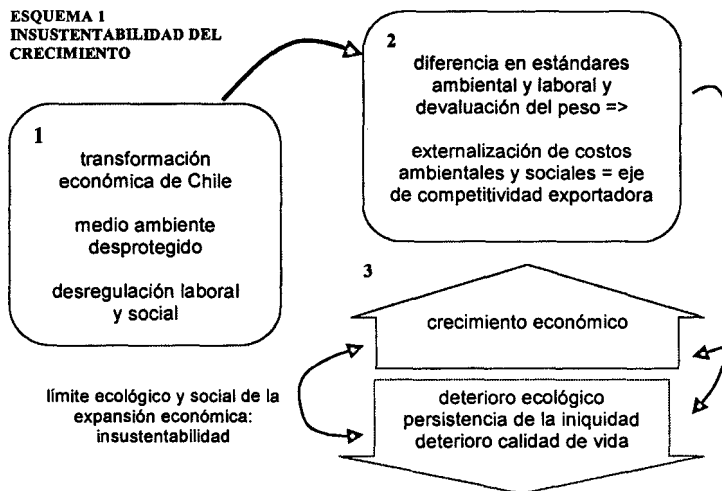 ESQUEMA 1
INSUSTENTABILIDAD DEL
CRECIMIENTO
1
transformación
económica de Chile
medio ambiente
desprotegido
desregulación laboral
y social
2
diferencia en estándares
ambiental y laboral y
devaluación del peso =>
externalización de costos
ambientales y sociales = eje
de competitividad exportadora
3
crecimiento económico
límite ecológico y social de la
expansión económica:
insustentabilidad
deterioro ecológico
persistencia de la iniquidad
deterioro calidad de vida